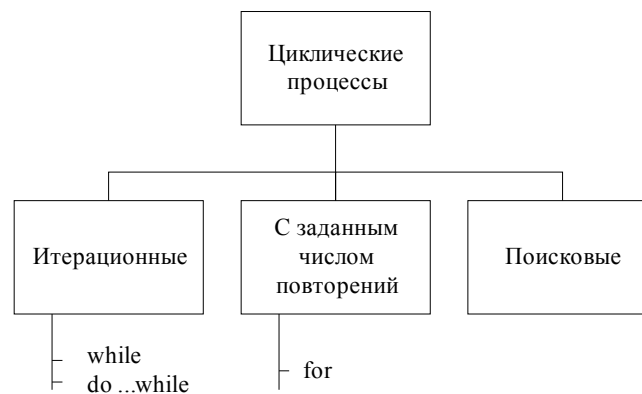 Циклические
процессы
Итерационные
С заданным
числом
повторений
Поисковые
while
do ...while
for